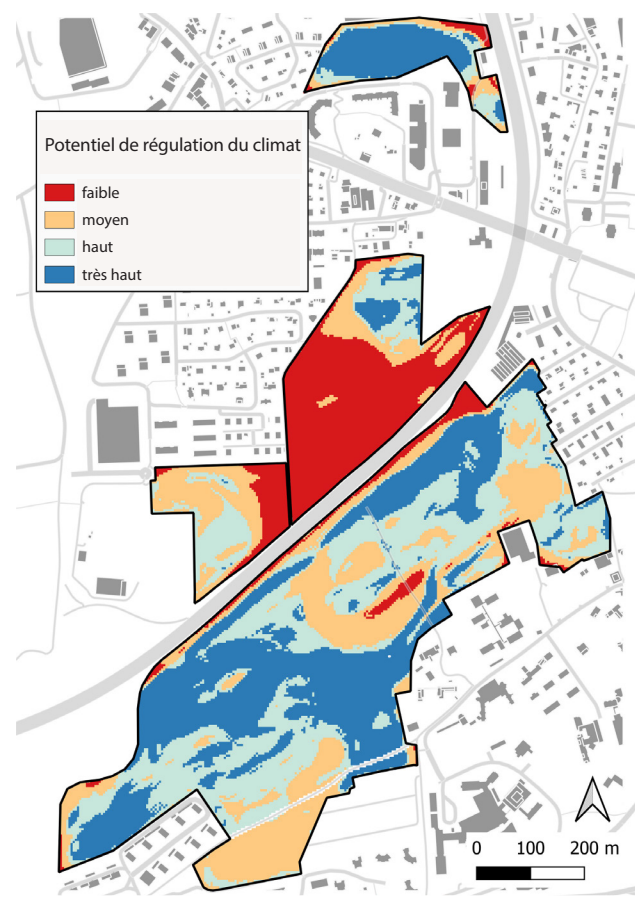 Potentiel de régulation du climat
faible
moyen
haut
très haut
0 100 200 m